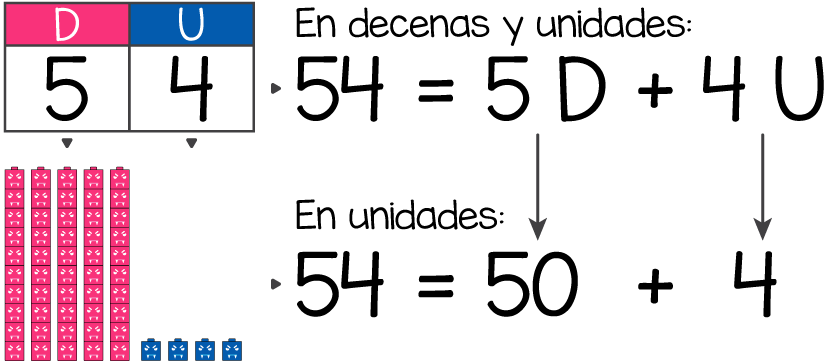 D U
5 4
En decenas y unidades:
54 = 5 D + 4 U
En unidades:
54 = 50 + 4